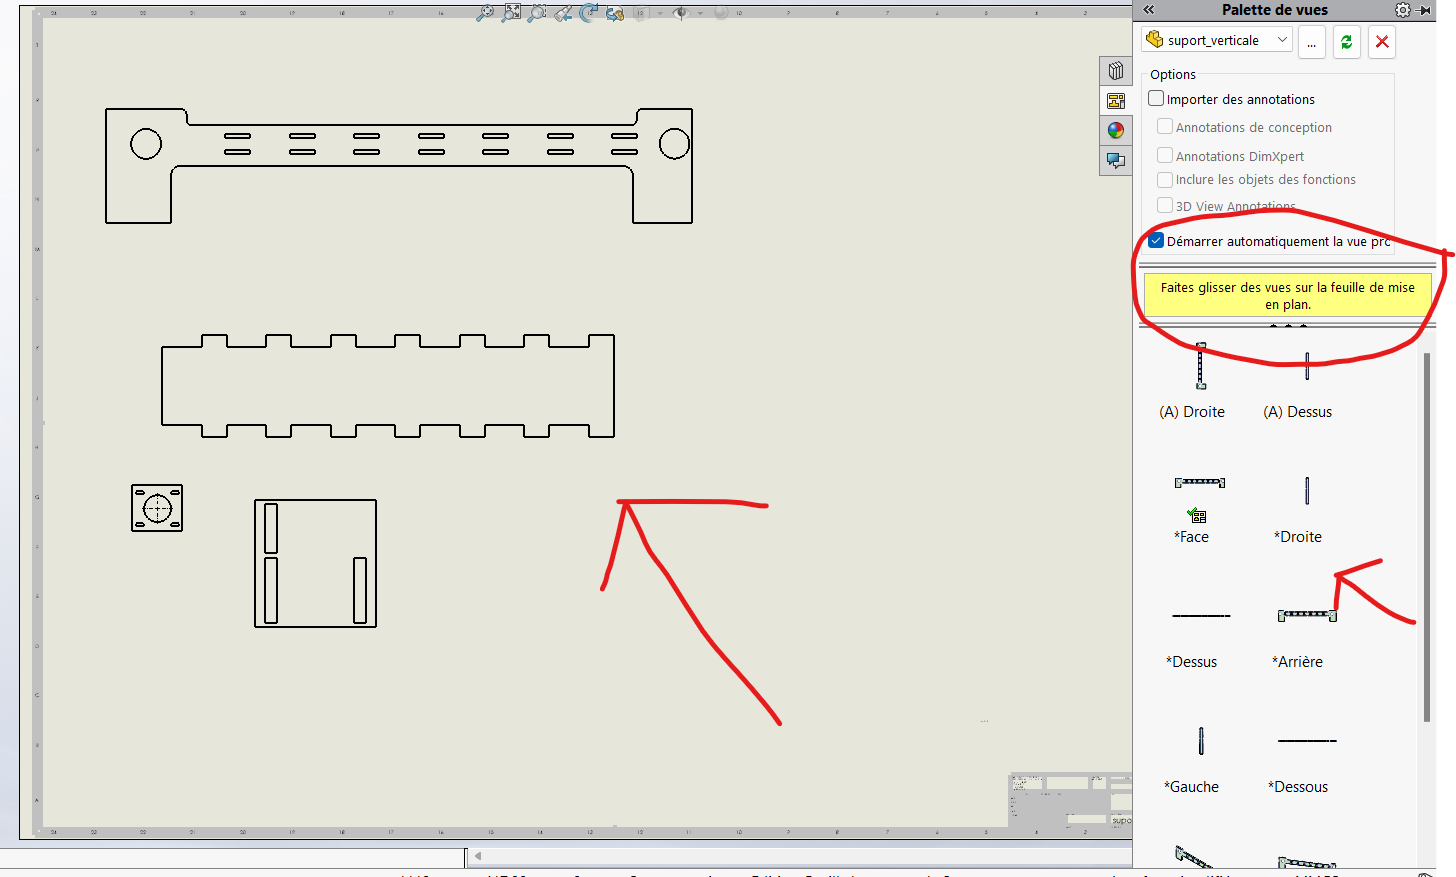 Palette de vues
suport_verticale
...
Options
Importer des annotations
Annotations de conception
Annotations DimXpert
Inclure les objets des fonctions
3D View Annotations
Démarrer automatiquement la vue prc
Faites glisser des vues sur la feuille de mise
en plan.
(A) Droite
(A) Dessus
*Face
*Droite
*Dessus
*Arrière
*Gauche
*Dessous
supo